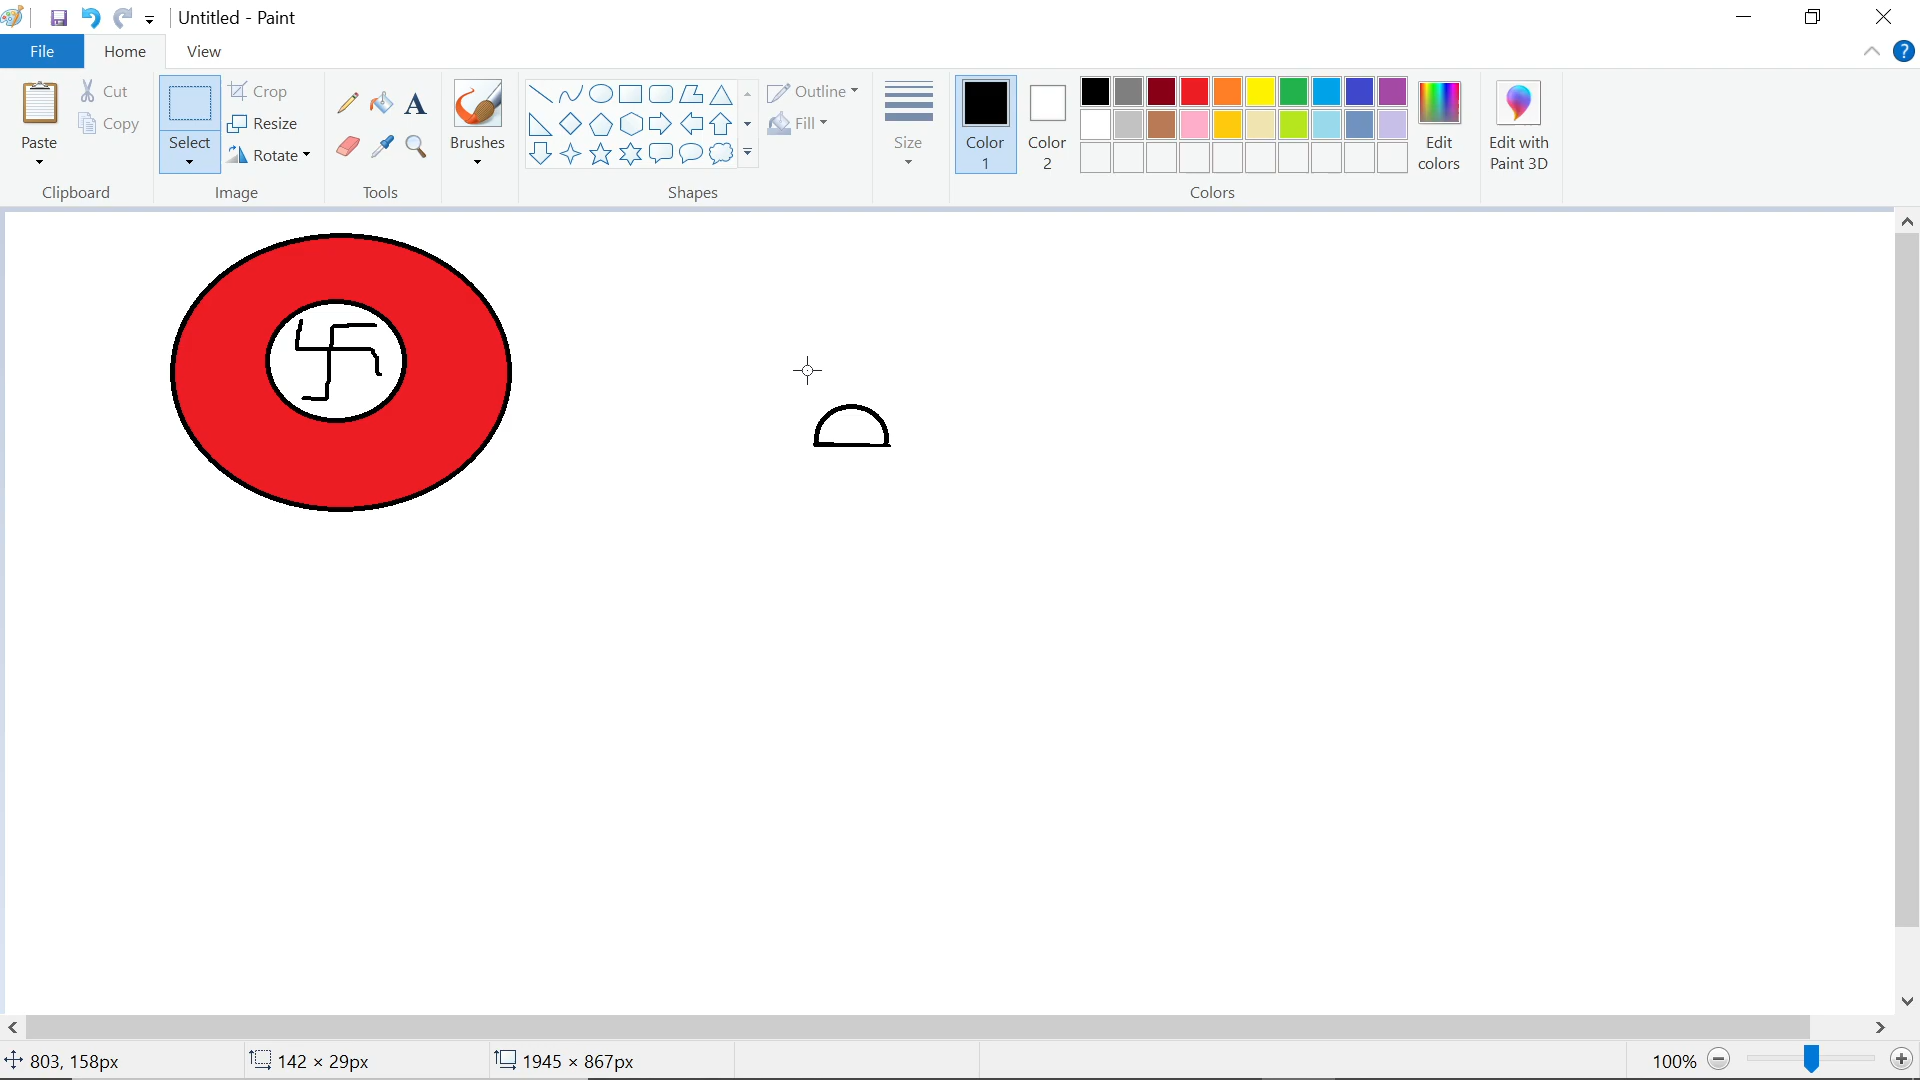 Untitled - Paint
File Home View
Cut Crop Outline
Copy Resize Fill
Paste Select Rotate Brushes Size Color 1 Color 2 Edit colors Edit with Paint 3D
Clipboard Image Tools Shapes Colors
803, 158px 142 × 29px 1945 × 867px 100%